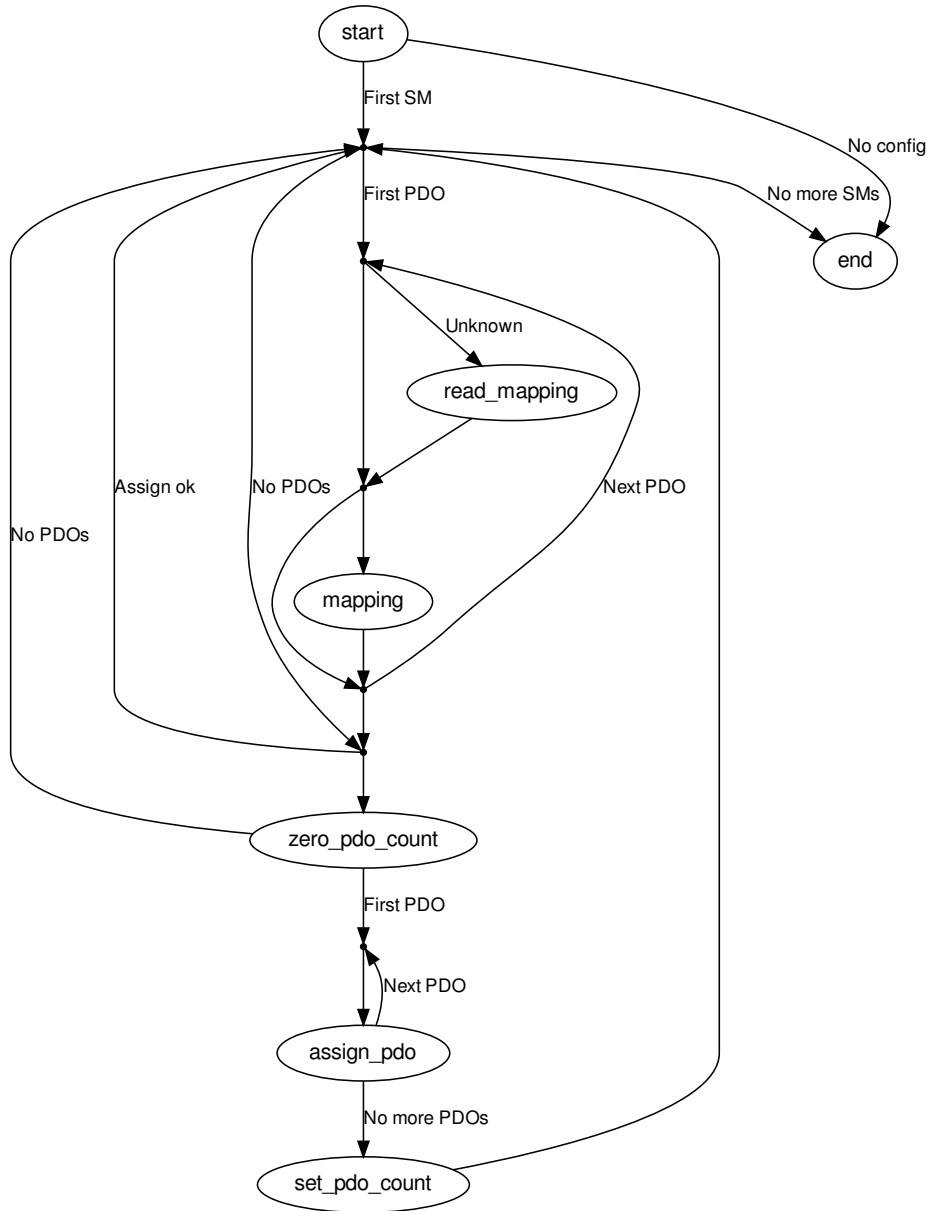 start
First SM
No config
First PDO
No more SMs
end
Unknown
read_mapping
No PDOs
Assign ok
No PDOs
Next PDO
mapping
zero_pdo_count
First PDO
Next PDO
assign_pdo
No more PDOs
set_pdo_count